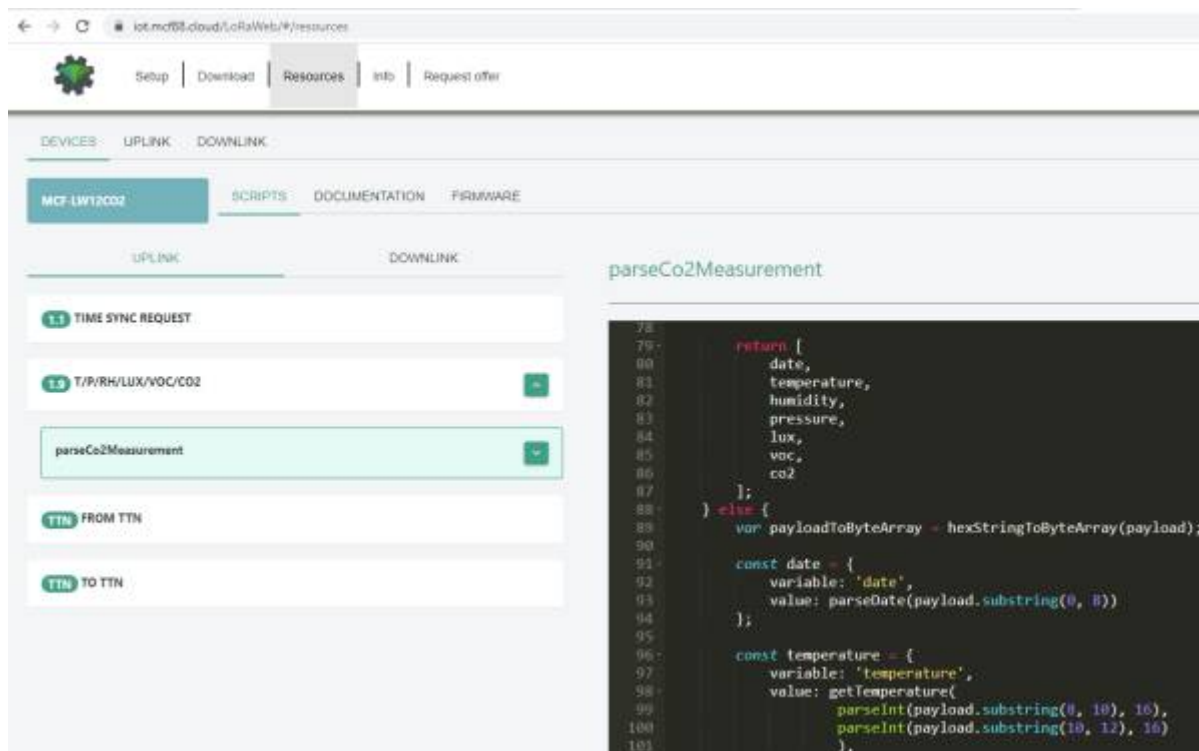 iot.mcf88.cloud/LoRaWeb/#/resources
Setup Download Resources Info Request offer
DEVICES UPLINK DOWNLINK
MCF-LW12CO2 SCRIPTS DOCUMENTATION FIRMWARE
UPLINK DOWNLINK
parseCo2Measurement
1.1 TIME SYNC REQUEST
1.9 T/P/RH/LUX/VOC/CO2
parseCo2Measurement
TTN FROM TTN
TTN TO TTN
78
79 return [
80 date,
81 temperature,
82 humidity,
83 pressure,
84 lux,
85 voc,
86 co2
87 ];
88 } else {
89 var payloadToByteArray = hexStringToByteArray(payload);
90
91 const date = {
92 variable: 'date',
93 value: parseDate(payload.substring(0, 8))
94 };
95
96 const temperature = {
97 variable: 'temperature',
98 value: getTemperature(
99 parseInt(payload.substring(8, 10), 16),
100 parseInt(payload.substring(10, 12), 16)
101 ),